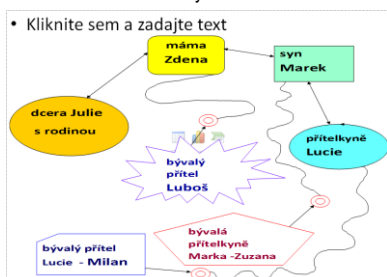 • Kliknite sem a zadajte text
máma
Zdena
syn
Marek
dcera Julie
s rodinou
přítelkyně
Lucie
bývalý
přítel
Luboš
bývalý přítel
Lucie - Milan
bývalá
přítelkyně
Marka -Zuzana